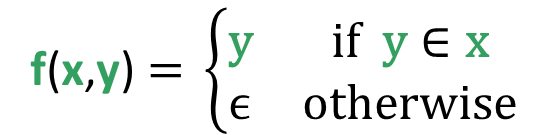 f(x,y) = { y if y ∈ x
ϵ otherwise